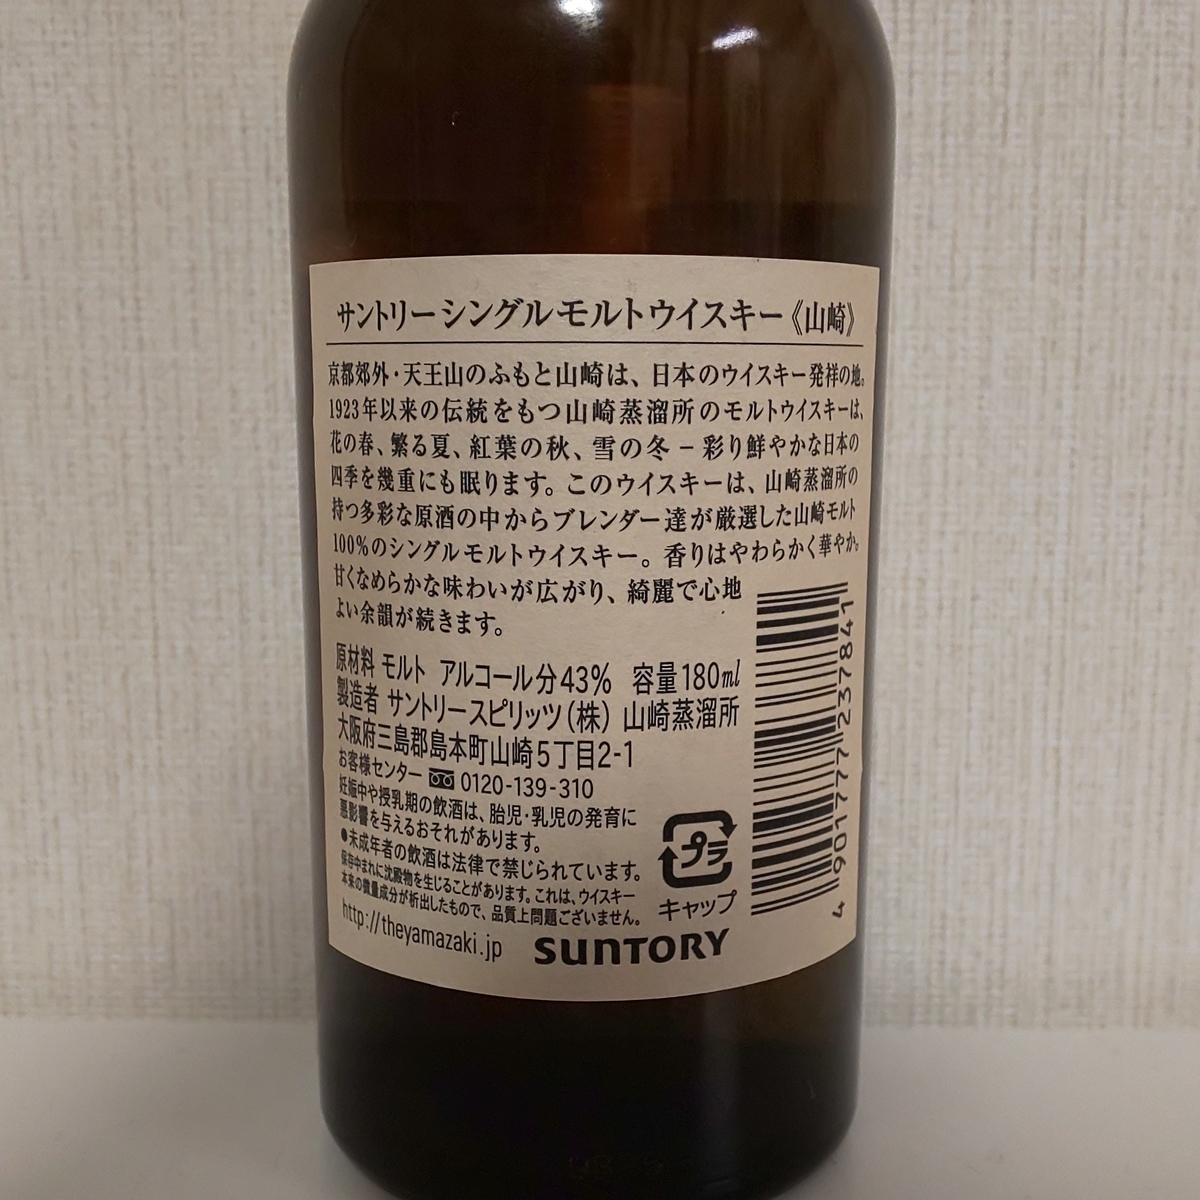 サントリーシングルモルトウイスキー《山崎》
京都郊外・天王山のふもと山崎は、日本のウイスキー発祥の地。
1923年以来の伝統をもつ山崎蒸溜所のモルトウイスキーは、
花の春、繁る夏、紅葉の秋、雪の冬−彩り鮮やかな日本の
四季を幾重にも眠ります。このウイスキーは、山崎蒸溜所の
持つ多彩な原酒の中からブレンダー達が厳選した山崎モルト
100%のシングルモルトウイスキー。香りはやわらかく華やか。
甘くなめらかな味わいが広がり、綺麗で心地
よい余韻が続きます。
原材料 モルト アルコール分43% 容量180ml
製造者 サントリースピリッツ(株) 山崎蒸溜所
大阪府三島郡島本町山崎5丁目2-1
お客様センター 0120-139-310
妊娠中や授乳期の飲酒は、胎児・乳児の発育に
悪影響を与えるおそれがあります。
●未成年者の飲酒は法律で禁じられています。
保存中まれに沈殿物を生じることがあります。これは、ウイスキー
本来の微量成分が析出したもので、品質上問題ございません。
http://theyamazaki.jp
プラ
キャップ
SUNTORY
4 901777 237841